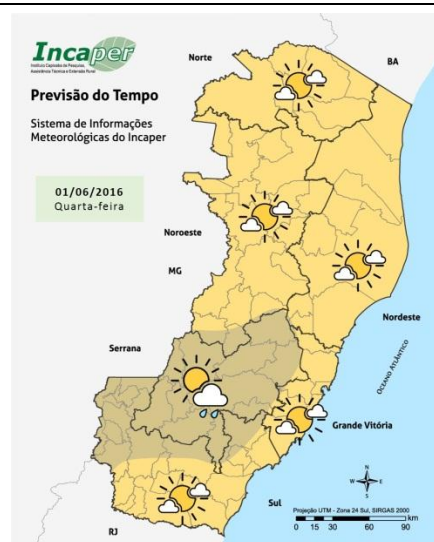 Incaper
Instituto Capixaba de Pesquisa,
Assistência Técnica e Extensão Rural
Previsão do Tempo
Sistema de Informações
Meteorológicas do Incaper
01/06/2016
Quarta-feira
Norte
BA
Noroeste
MG
Nordeste
Serrana
OCEANO ATLÂNTICO
Grande Vitória
N
W
E
S
Sul
Projeção UTM - Zona 24 Sul, SIRGAS 2000
km
0 15 30 60 90
RJ